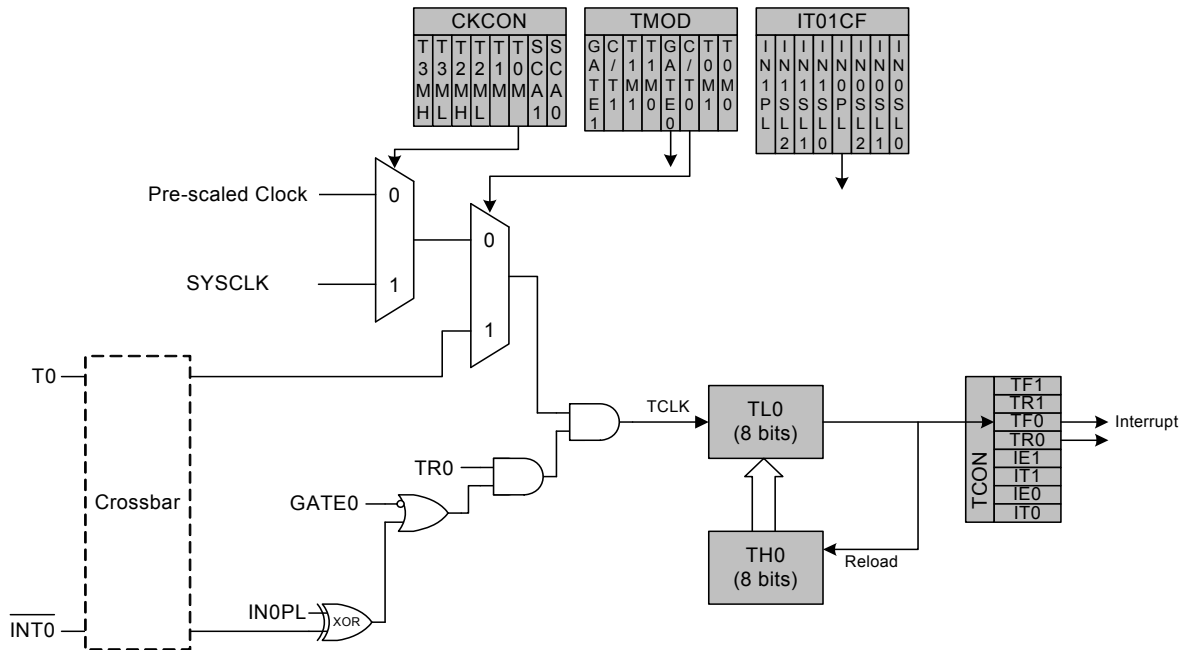 CKCON
T3MH
T3ML
T2MH
T2ML
T1M
T0M
SCA1
SCA0
TMOD
GATE1
C/T1
T1M1
T1M0
GATE0
C/T0
T0M1
T0M0
IT01CF
IN1PL
IN1SL2
IN1SL1
IN1SL0
IN0PL
IN0SL2
IN0SL1
IN0SL0
Pre-scaled Clock
0
SYSCLK
1
0
1
T0
Crossbar
INT0
GATE0
TR0
IN0PL
XOR
TCLK
TL0
(8 bits)
TH0
(8 bits)
Reload
TCON
TF1
TR1
TF0
TR0
IE1
IT1
IE0
IT0
Interrupt